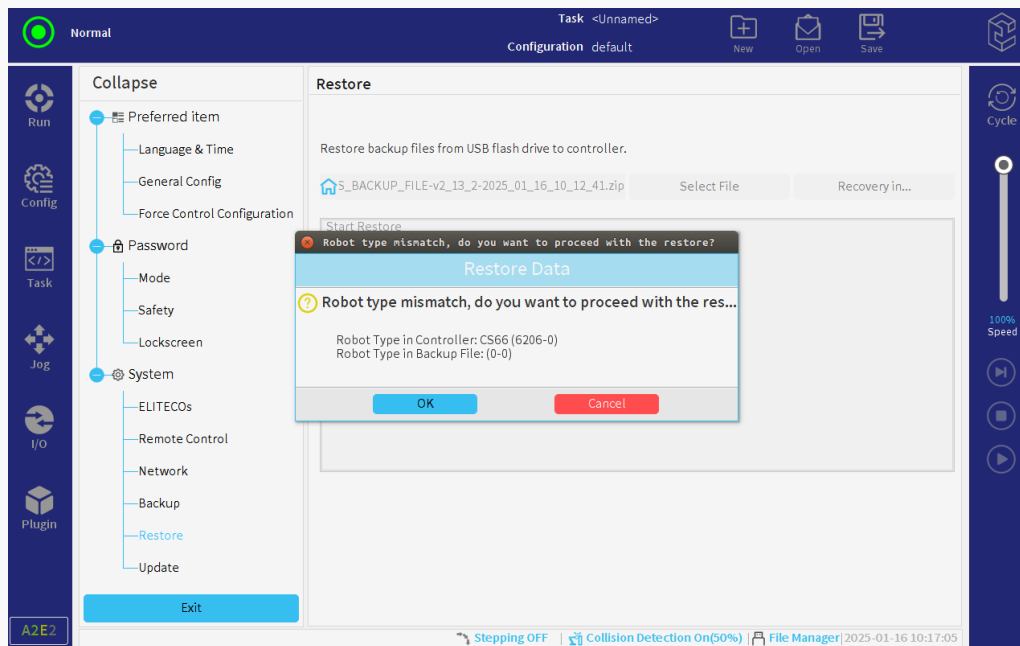 Normal
Task <Unnamed>
Configuration default
New
Open
Save
Run
Config
Task
Jog
I/O
Plugin
A2E2
Collapse
Preferred item
Language & Time
General Config
Force Control Configuration
Password
Mode
Safety
Lockscreen
System
ELITECOs
Remote Control
Network
Backup
Restore
Update
Exit
Restore
Restore backup files from USB flash drive to controller.
S_BACKUP_FILE-v2_13_2-2025_01_16_10_12_41.zip
Select File
Recovery in...
Start Restore
Robot type mismatch, do you want to proceed with the restore?
Restore Data
Robot type mismatch, do you want to proceed with the res...
Robot Type in Controller: CS66 (6206-0)
Robot Type in Backup File: (0-0)
OK
Cancel
Cycle
100%
Speed
Stepping OFF | Collision Detection On(50%) | File Manager| 2025-01-16 10:17:05